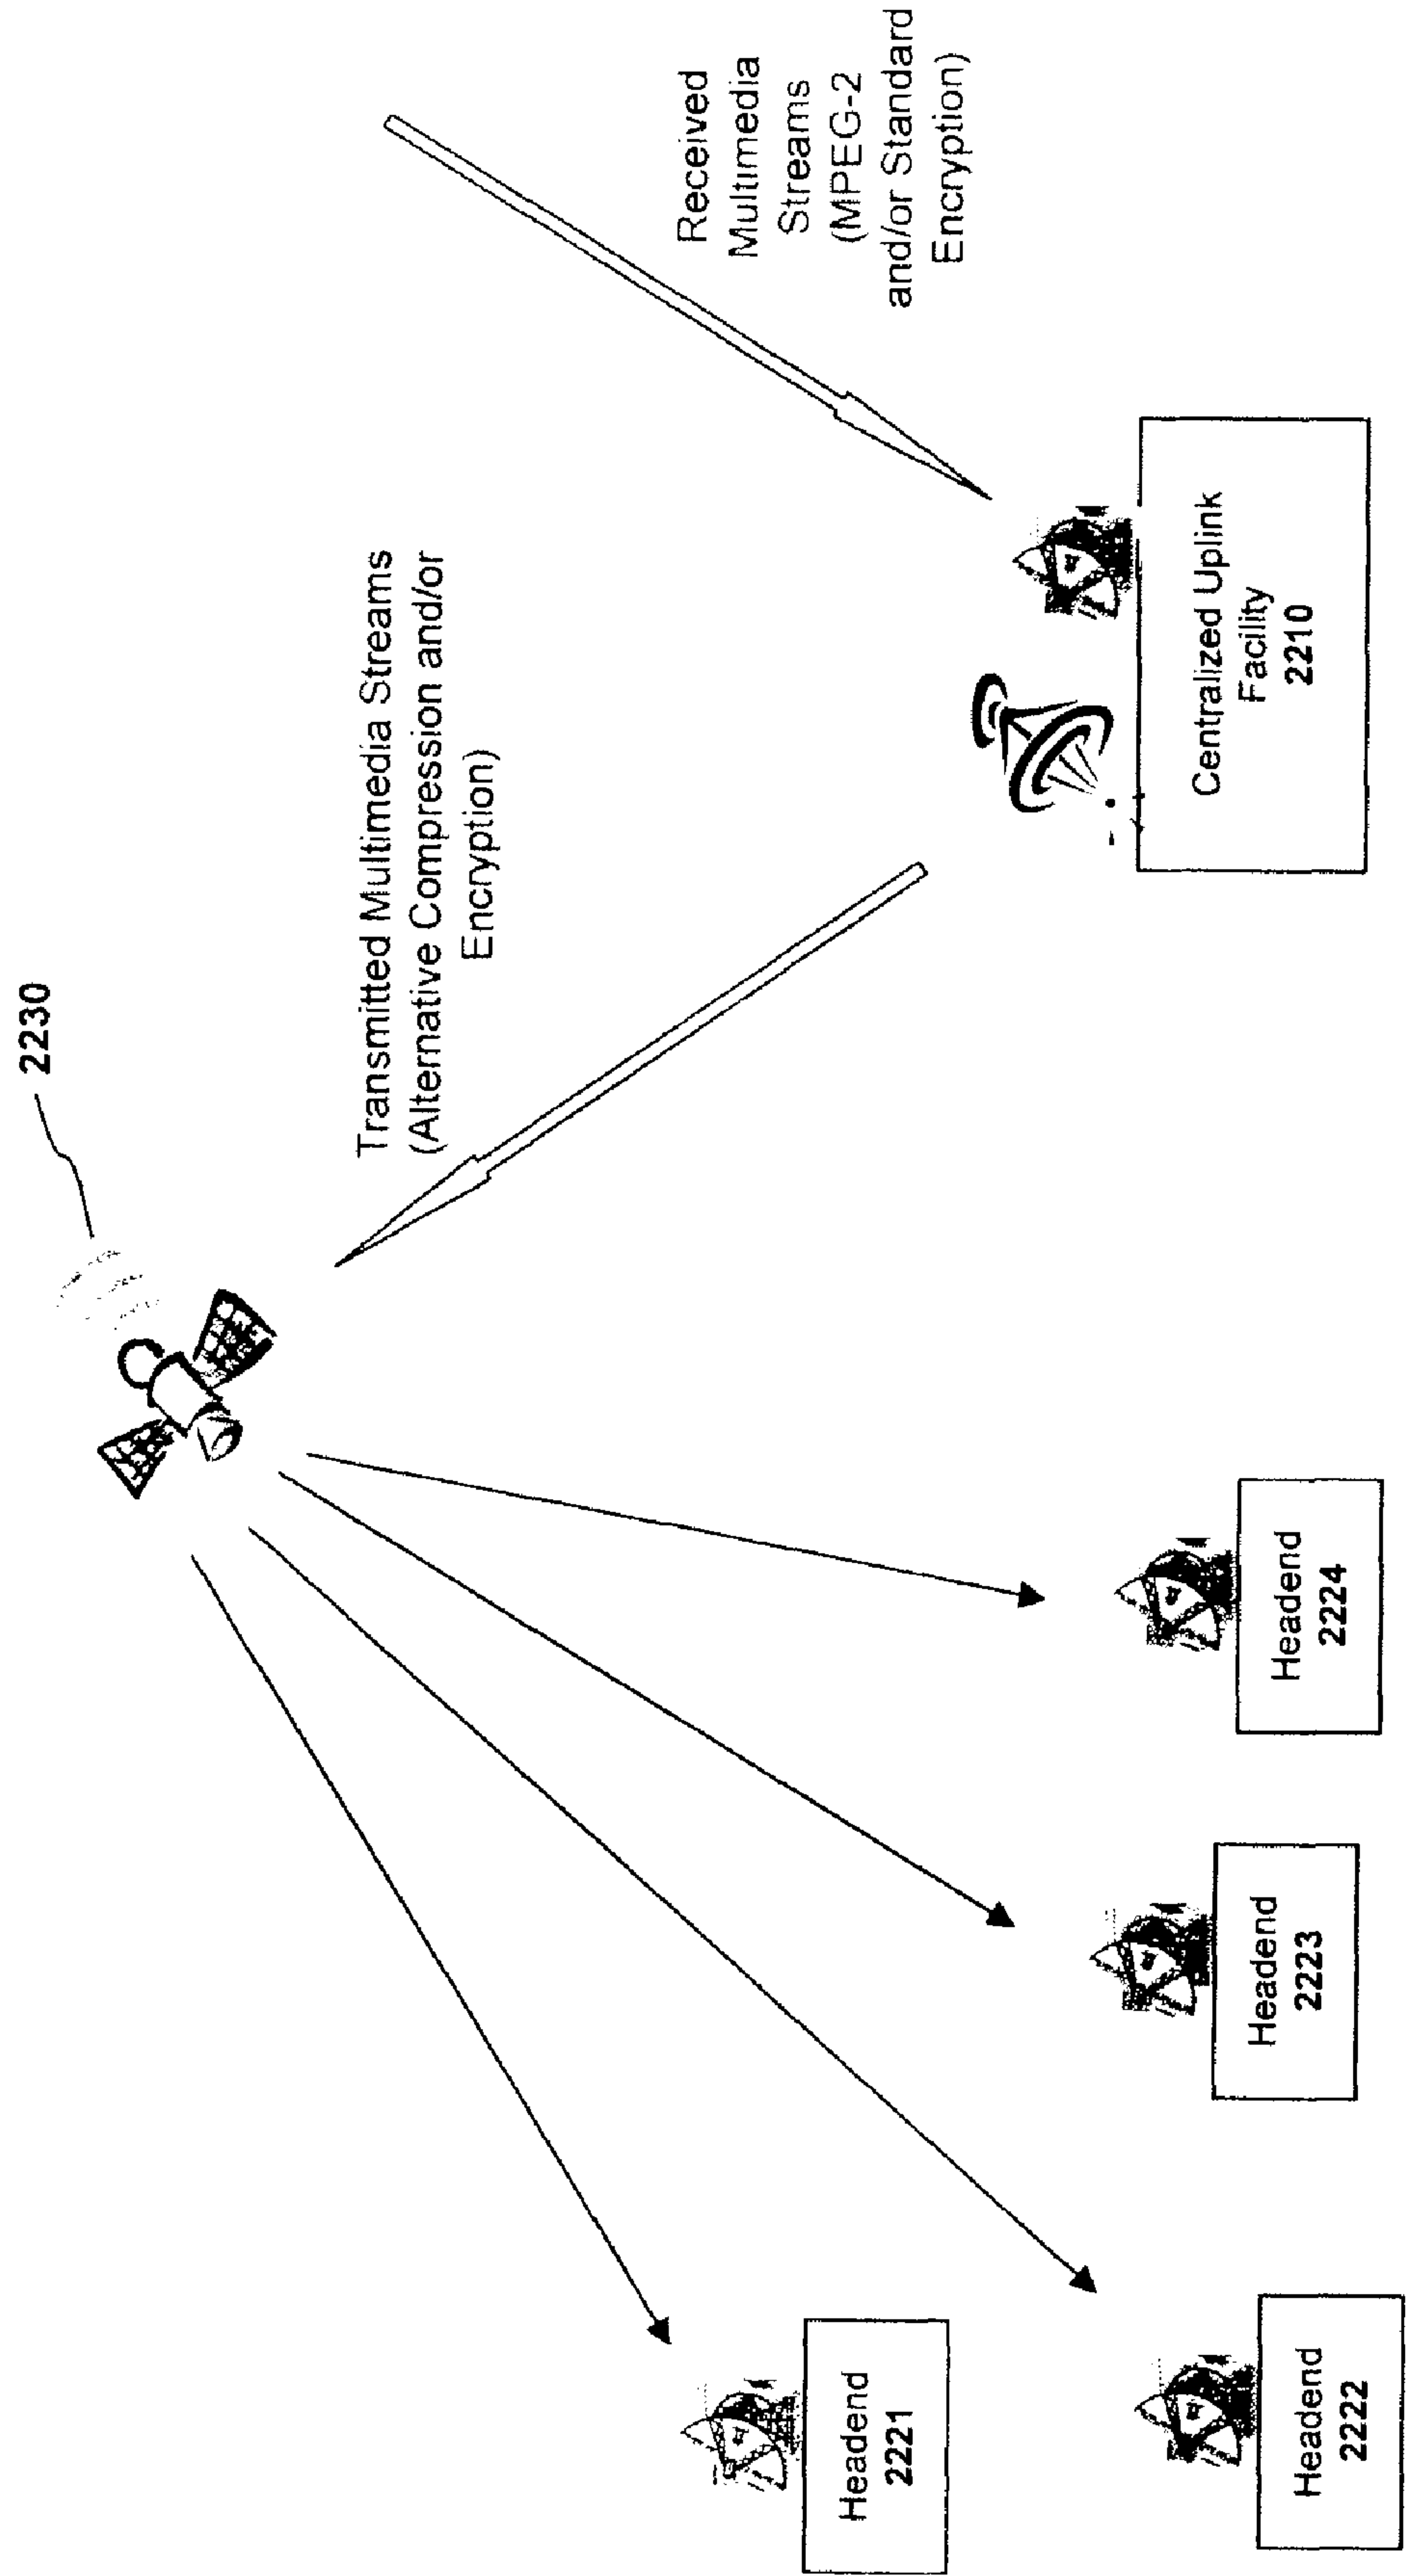 2230
Transmitted Multimedia Streams
(Alternative Compression and/or
Encryption)
Received
Multimedia
Streams
(MPEG-2
and/or Standard
Encryption)
Headend
2221
Headend
2222
Headend
2223
Headend
2224
Centralized Uplink
Facility
2210